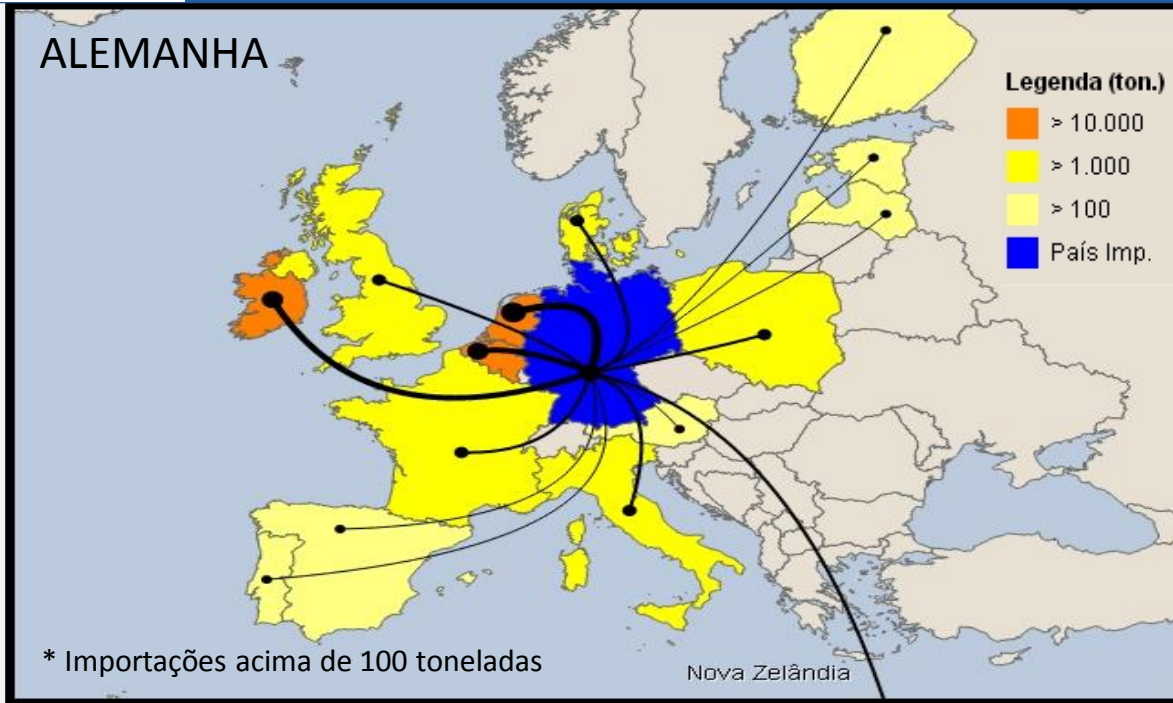 ALEMANHA
Legenda (ton.)
> 10.000
> 1.000
> 100
País Imp.
* Importações acima de 100 toneladas
Nova Zelândia